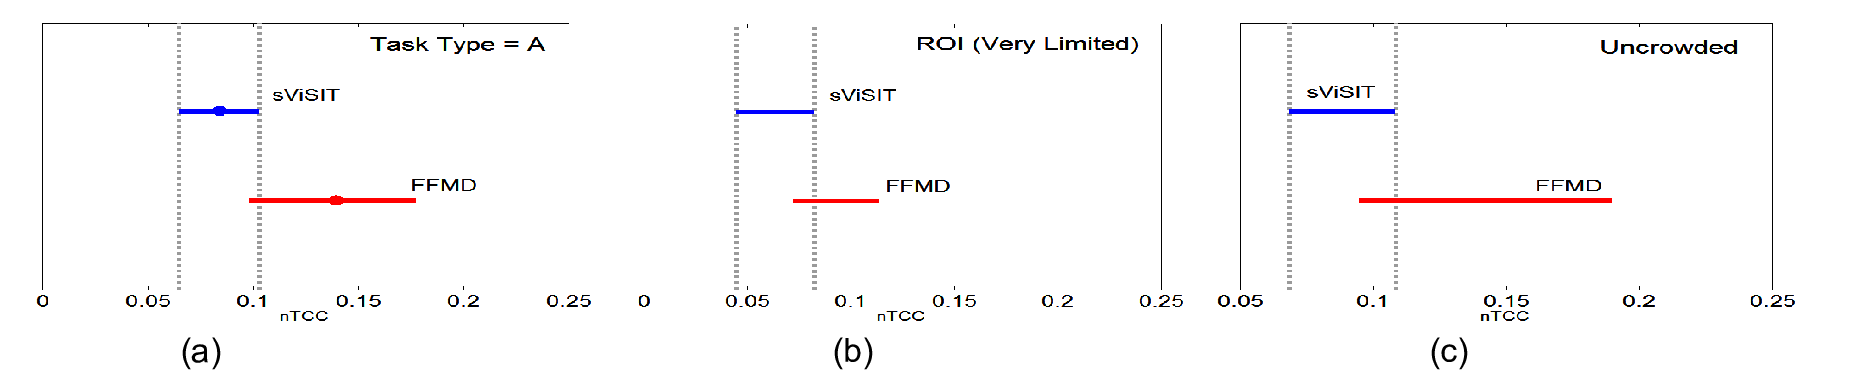 Task Type = A
sViSIT
FFMD
0 0.05 0.1 0.15 0.2 0.25
nTCC
(a)
ROI (Very Limited)
sViSIT
FFMD
0 0.05 0.1 0.15 0.2 0.25
nTCC
(b)
Uncrowded
sViSIT
FFMD
0.05 0.1 0.15 0.2 0.25
nTCC
(c)